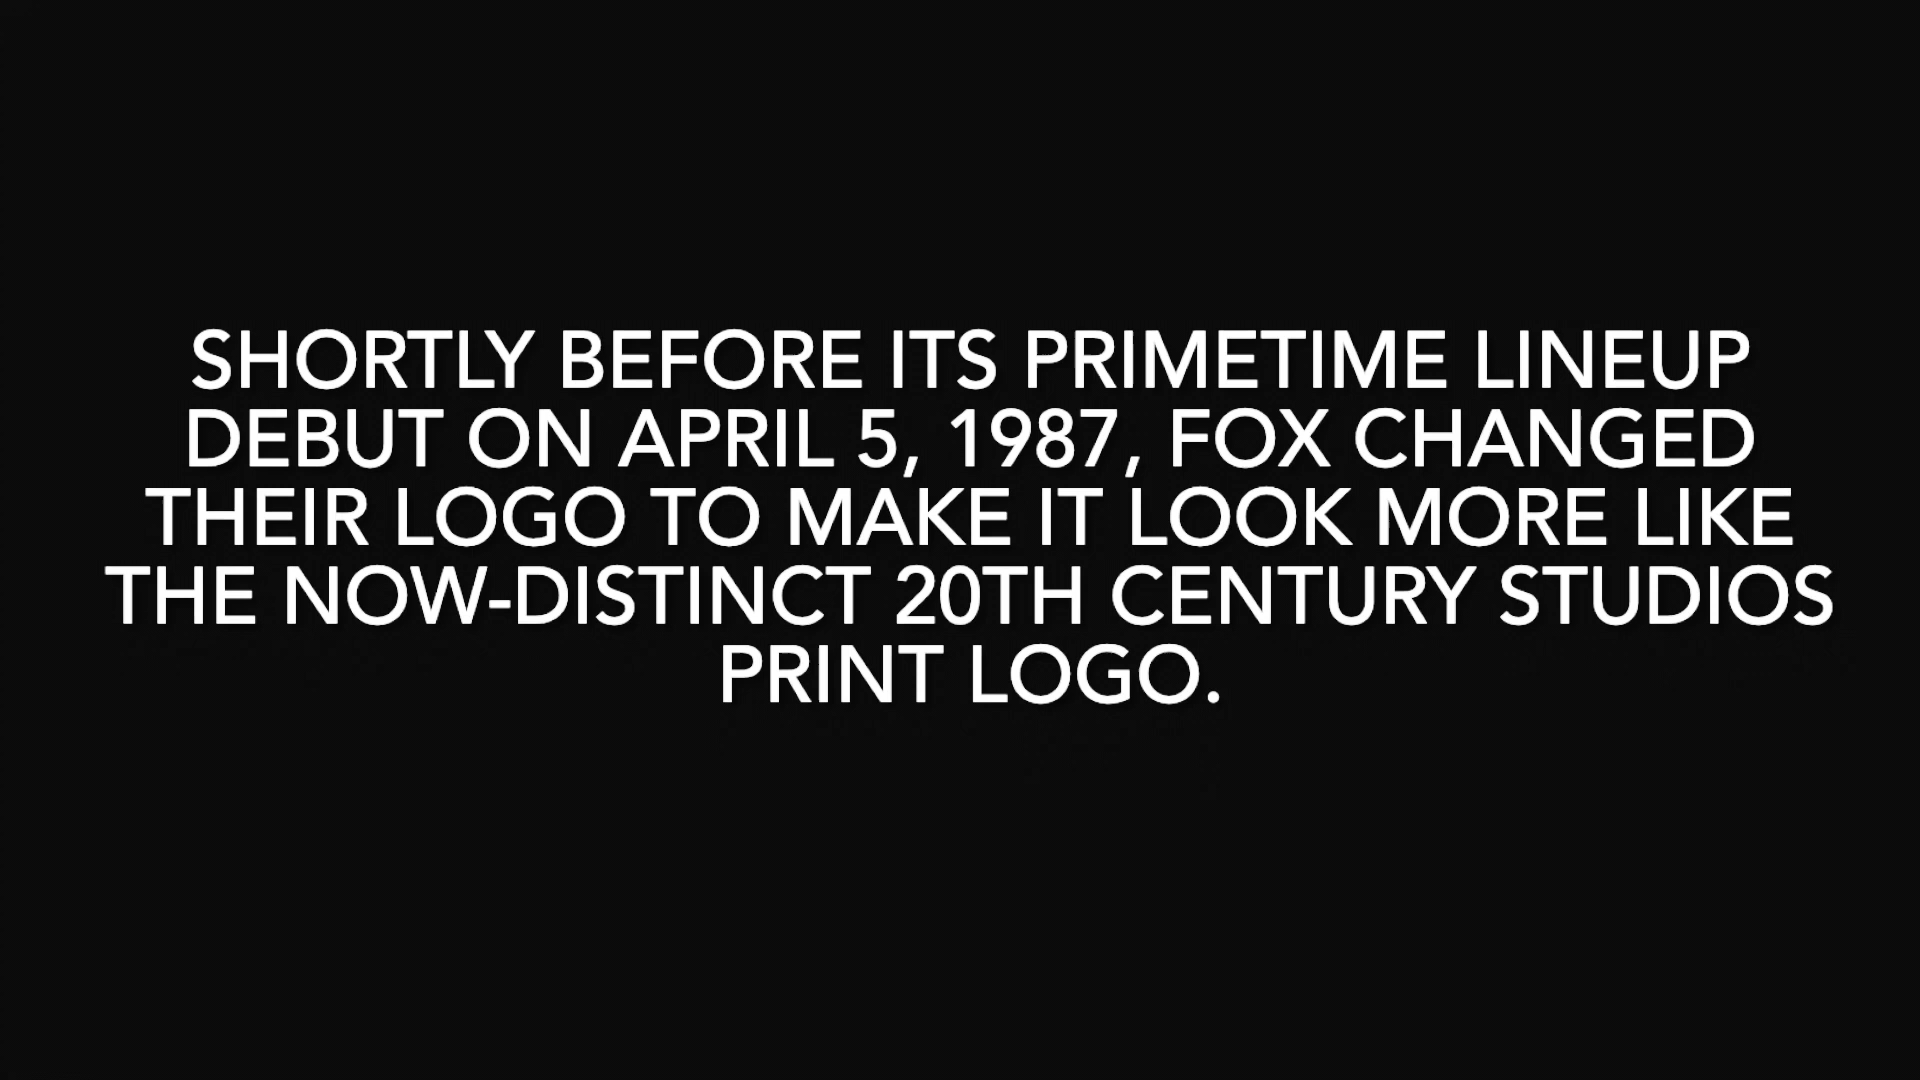 SHORTLY BEFORE ITS PRIMETIME LINEUP
DEBUT ON APRIL 5, 1987, FOX CHANGED
THEIR LOGO TO MAKE IT LOOK MORE LIKE
THE NOW-DISTINCT 20TH CENTURY STUDIOS
PRINT LOGO.